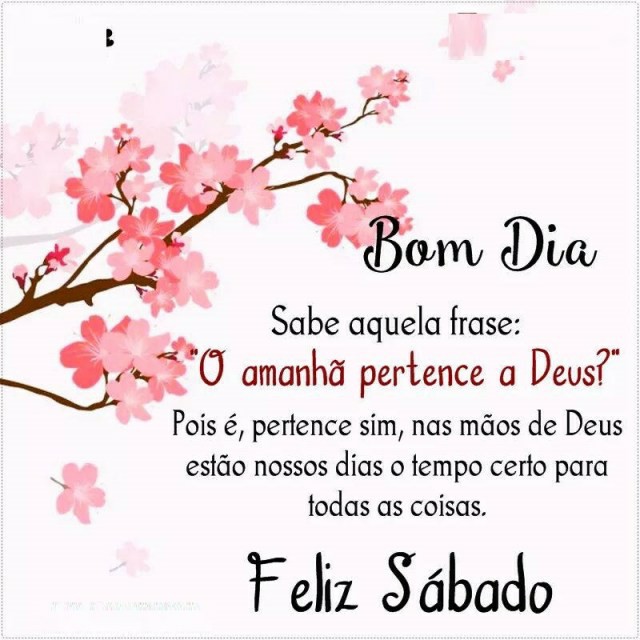 B
Bom Dia
Sabe aquela frase:
"O amanhã pertence a Deus?"
Pois é, pertence sim, nas mãos de Deus
estão nossos dias o tempo certo para
todas as coisas.
Feliz Sábado